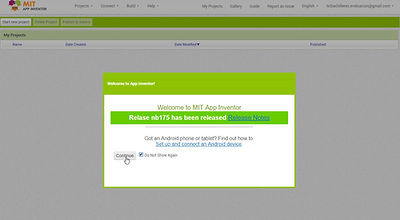 MIT
APP INVENTOR
Projects Connect Build Help
My Projects Gallery Guide Report an Issue English
Start new project Delete Project Publish to Gallery
My Projects
Name Date Created Date Modified Published
Welcome to App Inventor!
Welcome to MIT App Inventor
Relase nb175 has been released Release Notes
Got an Android phone or tablet? Find out how to
Set up and connect an Android device.
Continue Do Not Show Again